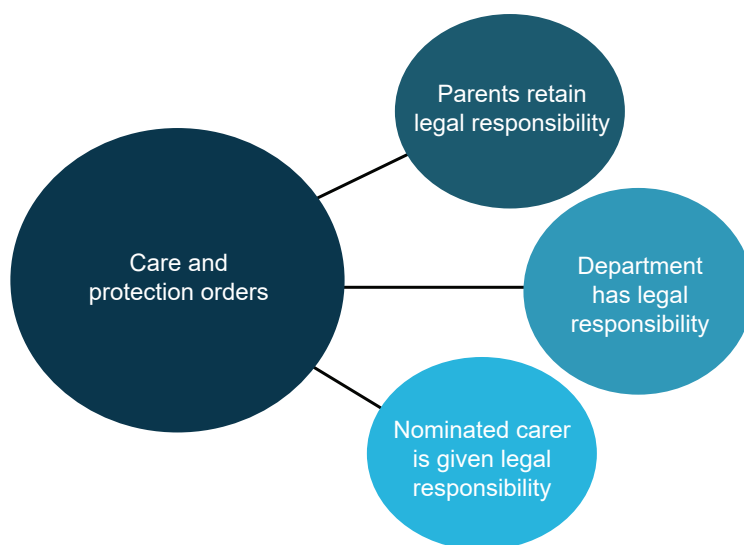 Parents retain
legal responsibility
Care and
protection orders
Department
has legal
responsibility
Nominated carer
is given legal
responsibility